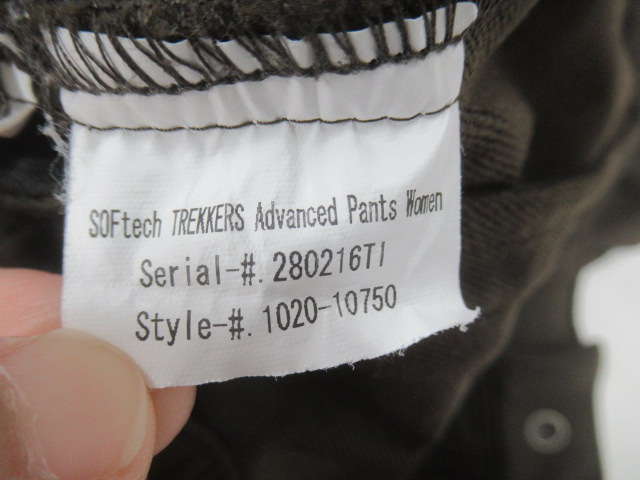 SOFtech TREKKERS Advanced Pants Women
Serial-#. 280216TI
Style-#. 1020-10750